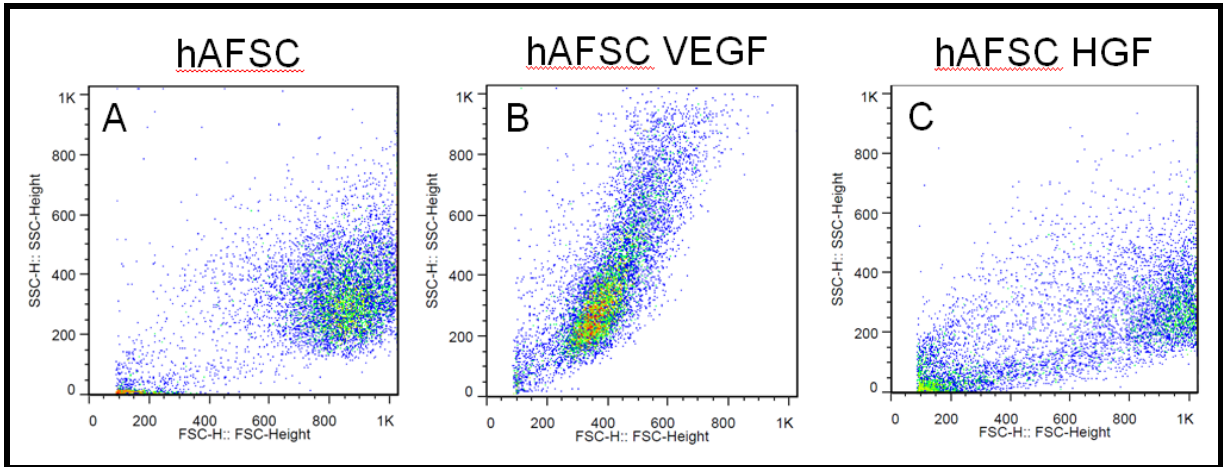 hAFSC
hAFSC VEGF
hAFSC HGF
A
1K
800
600
400
200
0
SSC-H:: SSC-Height
0 200 400 600 800 1K
FSC-H:: FSC-Height
B
1K
800
600
400
200
0
SSC-H:: SSC-Height
0 200 400 600 800 1K
FSC-H:: FSC-Height
C
1K
800
600
400
200
0
SSC-H:: SSC-Height
0 200 400 600 800 1K
FSC-H:: FSC-Height